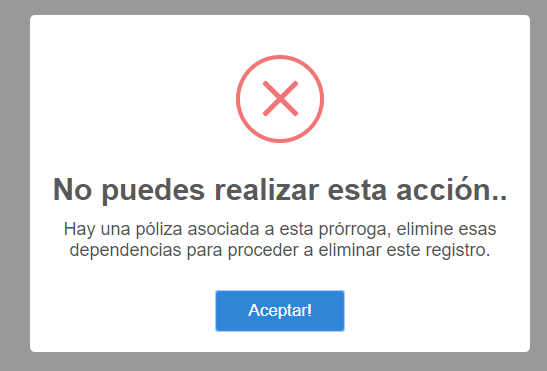 No puedes realizar esta acción..
Hay una póliza asociada a esta prórroga, elimine esas
dependencias para proceder a eliminar este registro.
Aceptar!